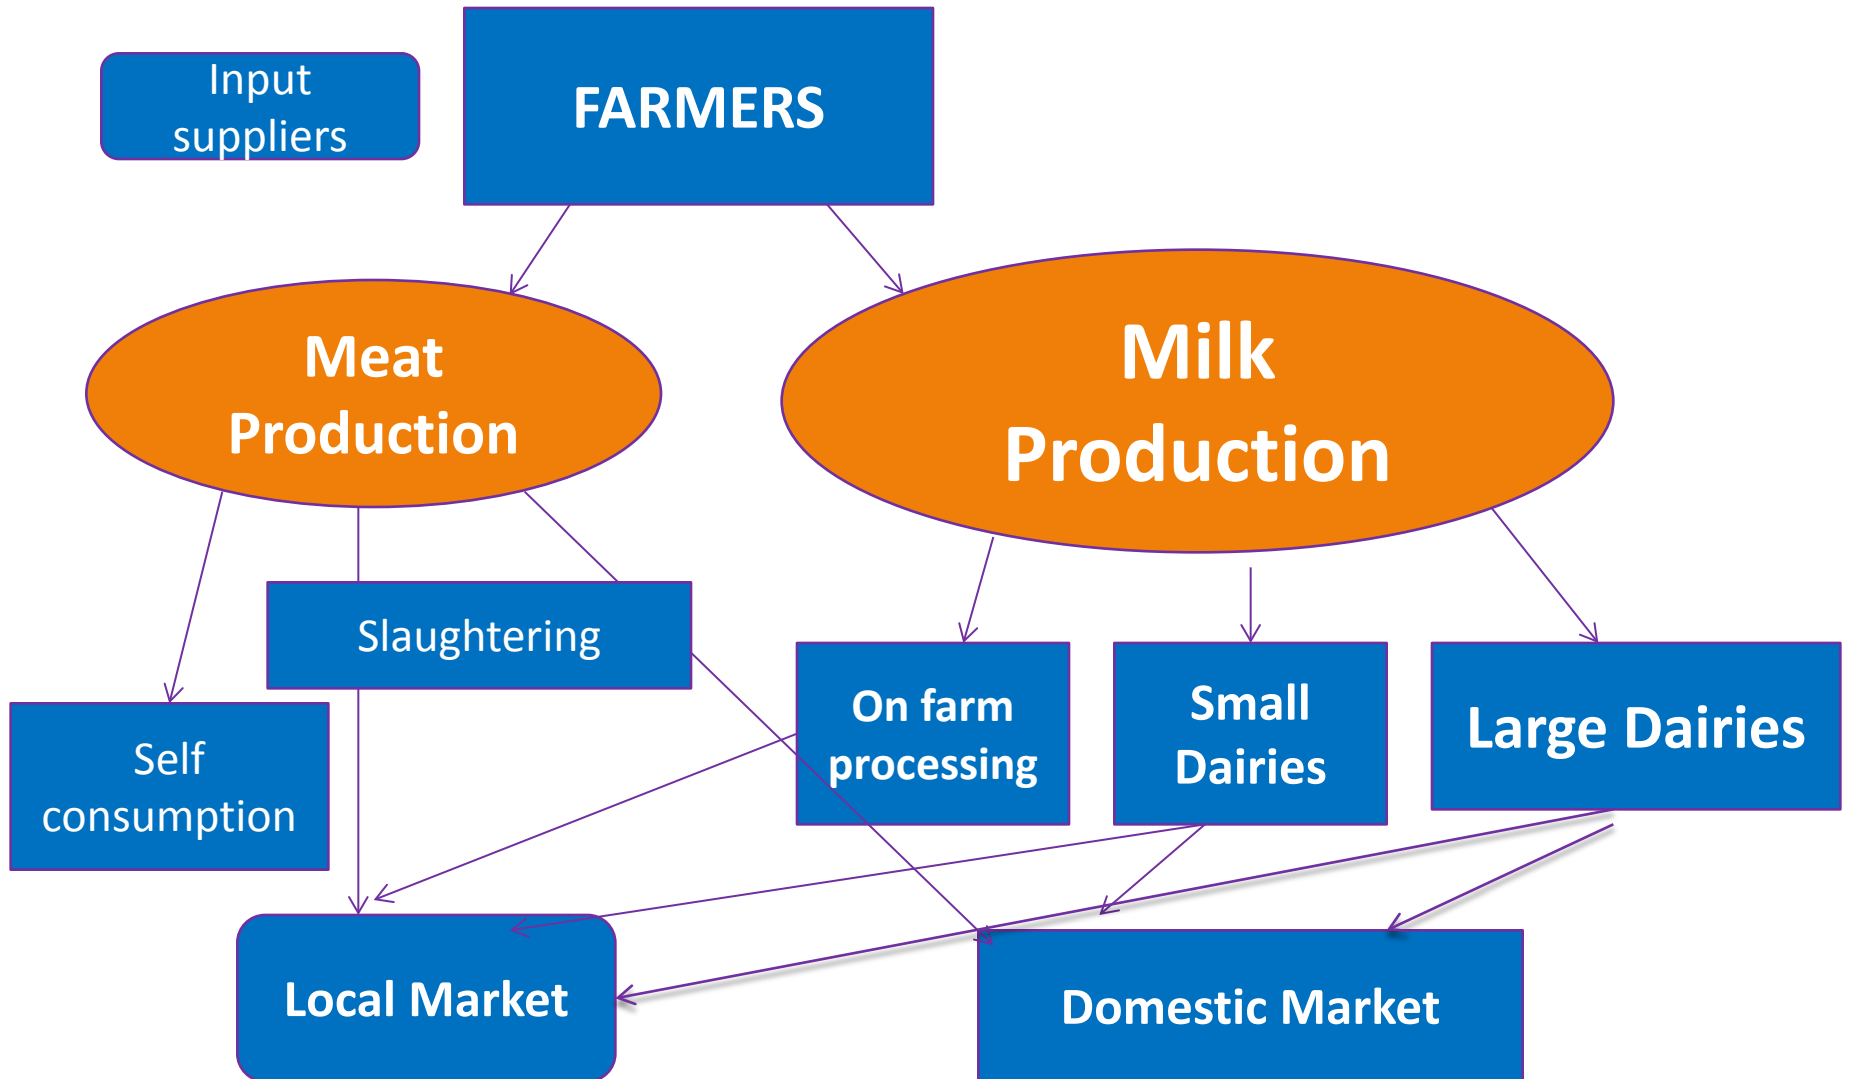 Input
suppliers
FARMERS
Meat
Production
Milk
Production
Slaughtering
Self
consumption
On farm
processing
Small
Dairies
Large Dairies
Local Market
Domestic Market